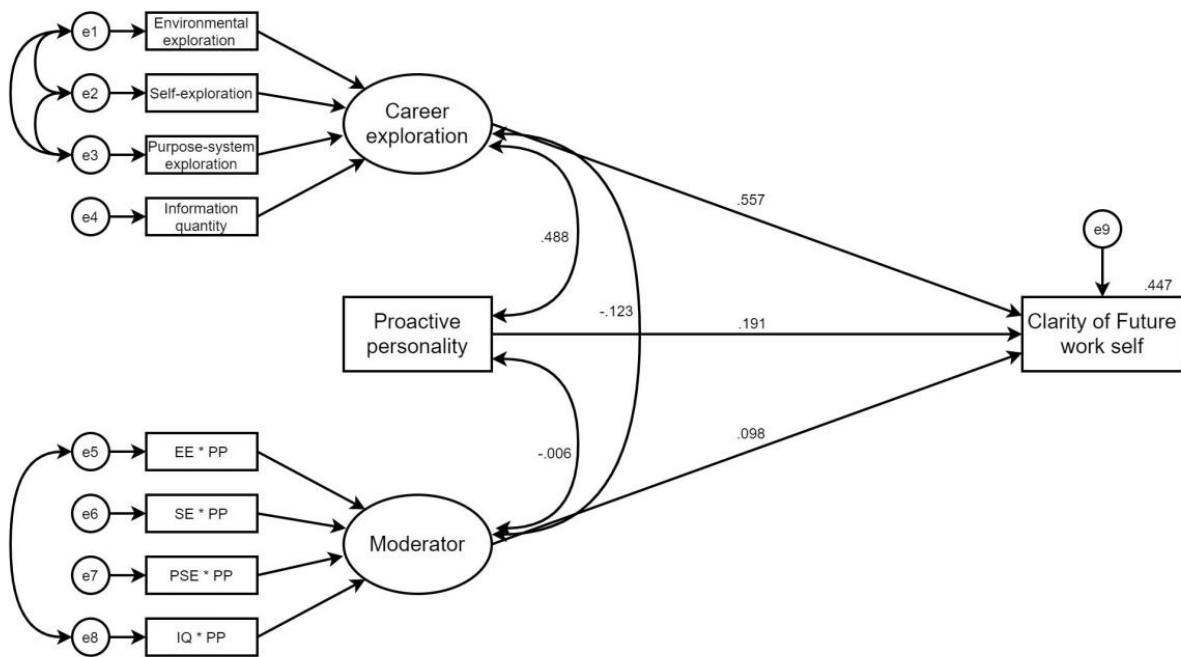 e1
Environmental
exploration
e2
Self-exploration
e3
Purpose-system
exploration
e4
Information
quantity
Career
exploration
.557
.488
e9
.447
Proactive
personality
-.123
.191
Clarity of Future
work self
-.006
.098
e5
EE * PP
e6
SE * PP
e7
PSE * PP
e8
IQ * PP
Moderator